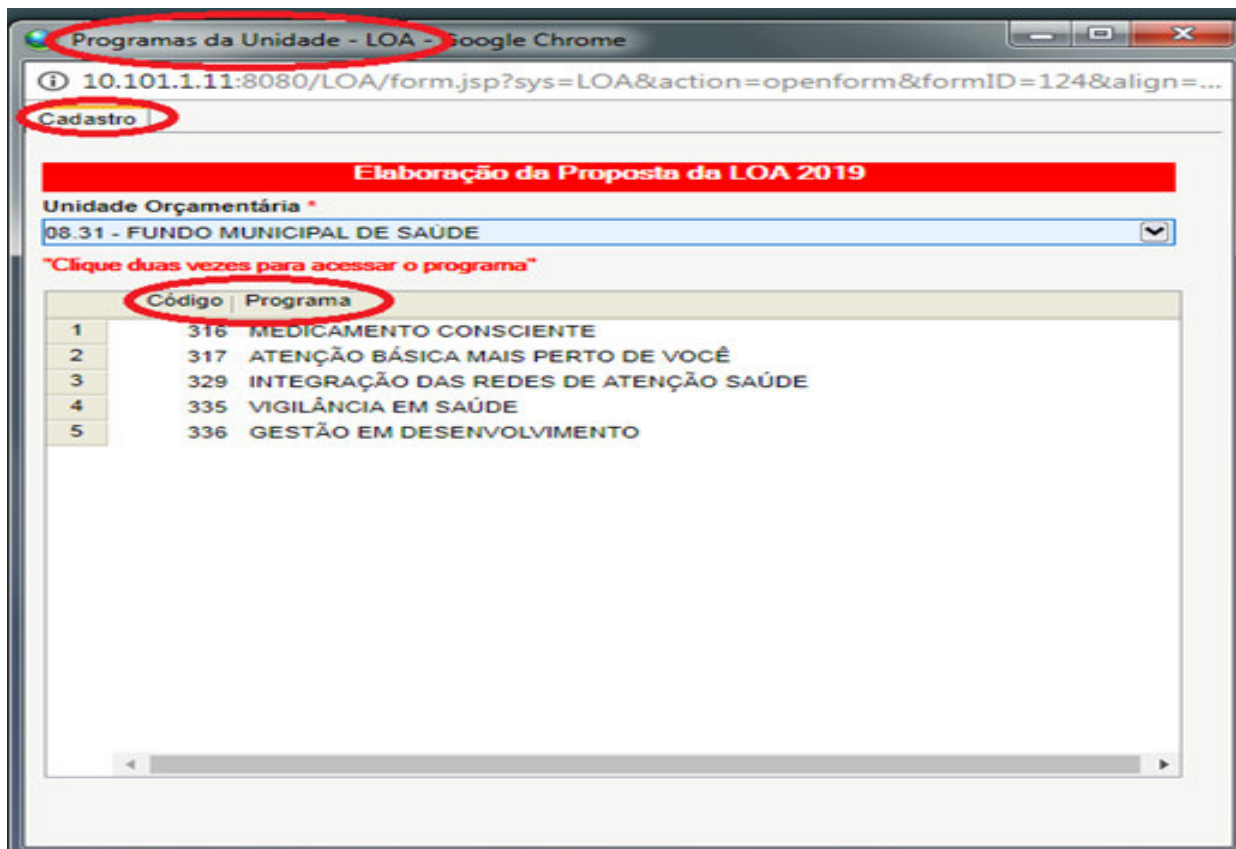 Programas da Unidade - LOA - Google Chrome
10.101.1.11:8080/LOA/form.jsp?sys=LOA&action=openform&formID=124&align=...
Cadastro
Elaboração da Proposta da LOA 2019
Unidade Orçamentária *
08.31 - FUNDO MUNICIPAL DE SAÚDE
"Clique duas vezes para acessar o programa"
Código Programa
1 316 MEDICAMENTO CONSCIENTE
2 317 ATENÇÃO BÁSICA MAIS PERTO DE VOCÊ
3 329 INTEGRAÇÃO DAS REDES DE ATENÇÃO SAÚDE
4 335 VIGILÂNCIA EM SAÚDE
5 336 GESTÃO EM DESENVOLVIMENTO